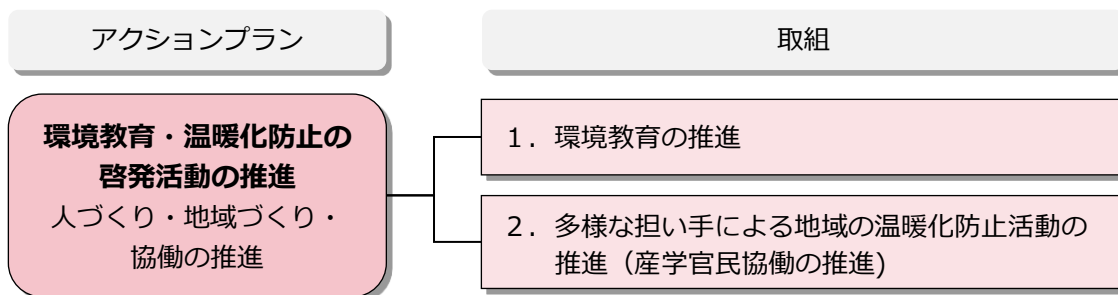 アクションプラン
取組
環境教育・温暖化防止の
啓発活動の推進
人づくり・地域づくり・
協働の推進
1．環境教育の推進
2．多様な担い手による地域の温暖化防止活動の
推進（産学官民協働の推進)